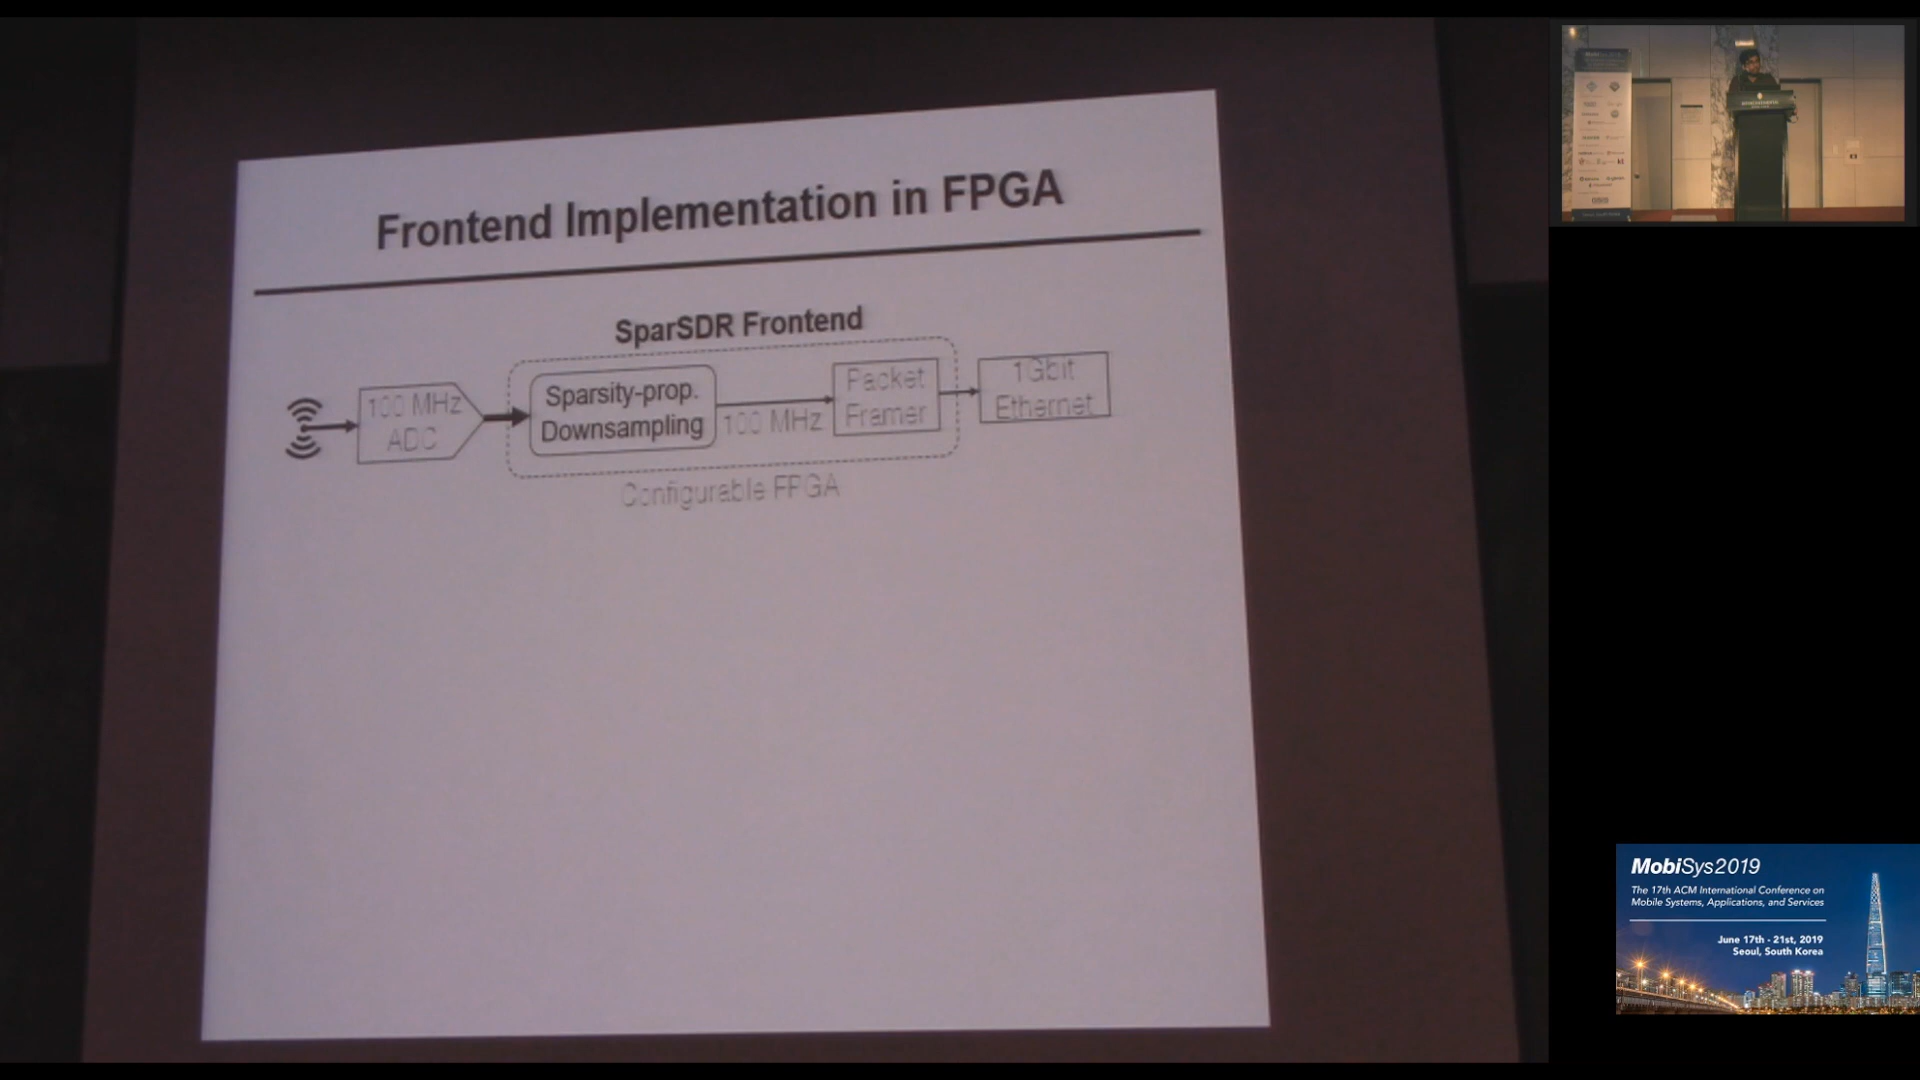 Frontend Implementation in FPGA
SparSDR Frontend
100 MHz
ADC
Sparsity-prop.
Downsampling
100 MHz
Packet
Framer
1Gbit
Ethernet
Configurable FPGA
MobiSys2019
The 17th ACM International Conference on
Mobile Systems, Applications, and Services
June 17th - 21st, 2019
Seoul, South Korea